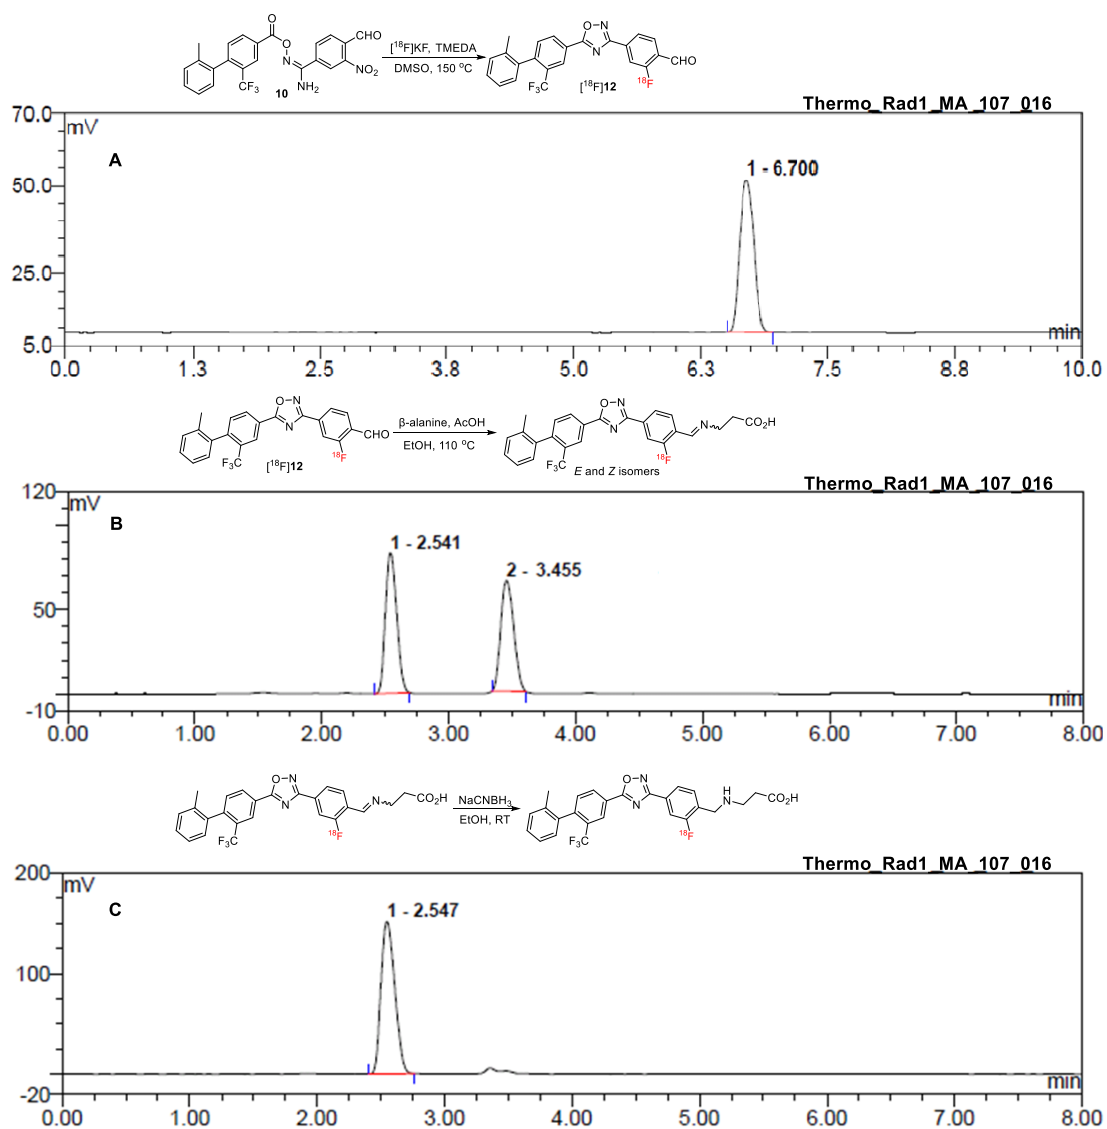 O
O
CHO
[18F]KF, TMEDA
DMSO, 150 °C
N
NO2
CF3
NH2
10
O–N
N
CHO
F3C
18F
[18F]12
Thermo_Rad1_MA_107_016
70.0
mV
A
1 - 6.700
50.0
25.0
min
5.0
0.0 1.3 2.5 3.8 5.0 6.3 7.5 8.8 10.0
O–N
N
CHO
F3C
18F
[18F]12
β-alanine, AcOH
EtOH, 110 °C
O–N
N
N
CO2H
F3C
18F
E and Z isomers
Thermo_Rad1_MA_107_016
120
mV
B
1 - 2.541
2 - 3.455
50
min
-10
0.00 1.00 2.00 3.00 4.00 5.00 6.00 7.00 8.00
O–N
N
N
CO2H
F3C
18F
NaCNBH3
EtOH, RT
O–N
N
H
N
CO2H
F3C
18F
Thermo_Rad1_MA_107_016
200
mV
C
1 - 2.547
100
min
-20
0.00 1.00 2.00 3.00 4.00 5.00 6.00 7.00 8.00